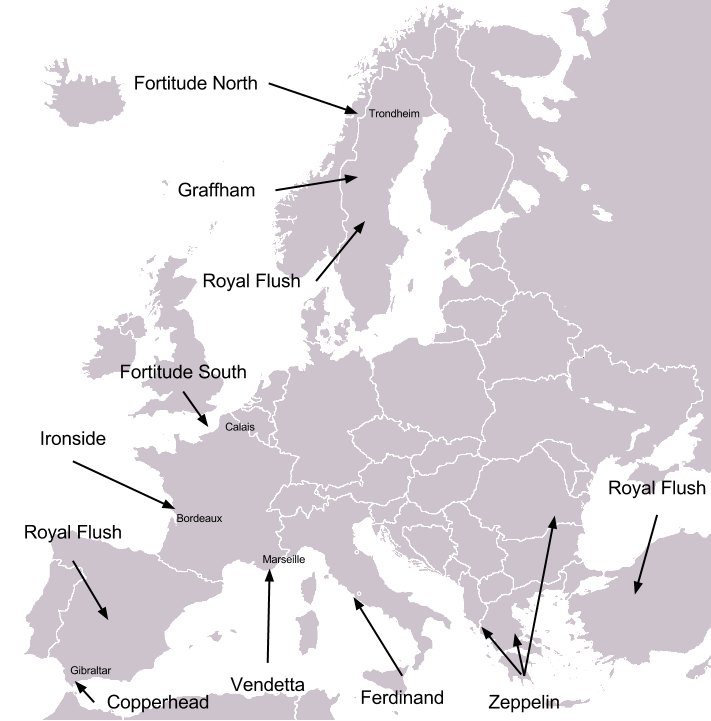 Fortitude North
Trondheim
Graffham
Royal Flush
Fortitude South
Calais
Ironside
Royal Flush
Bordeaux
Royal Flush
Marseille
Gibraltar
Vendetta
Ferdinand
Copperhead
Zeppelin